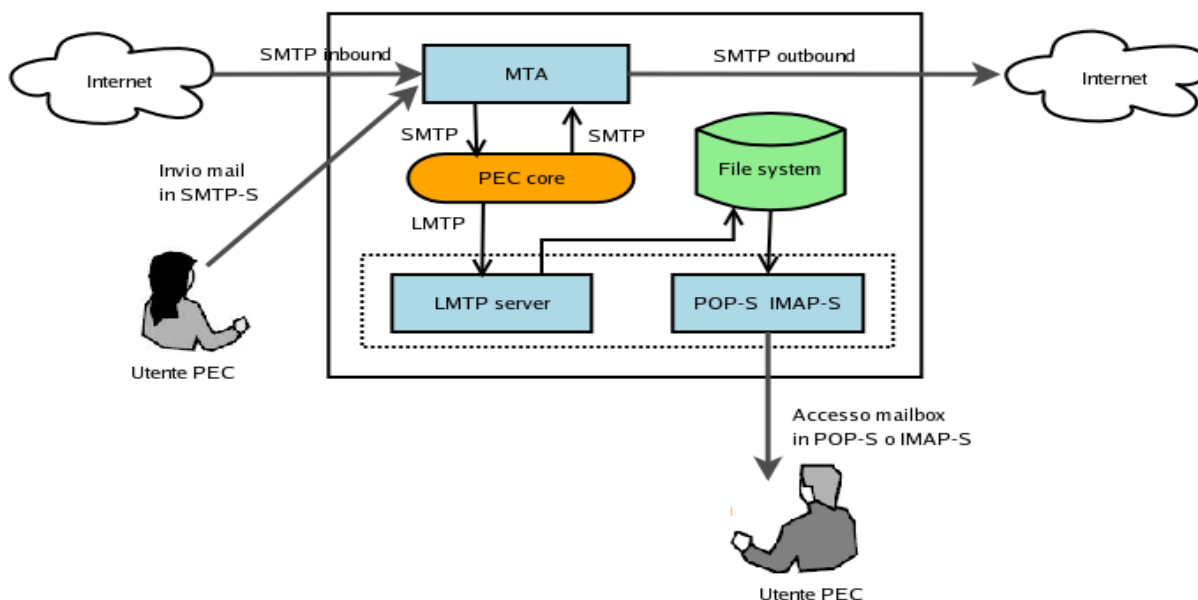 SMTP inbound
MTA
SMTP outbound
Internet
Internet
SMTP
SMTP
Invio mail
in SMTP-S
PEC core
File system
LMTP
LMTP server
POP-S IMAP-S
Utente PEC
Accesso mailbox
in POP-S o IMAP-S
Utente PEC